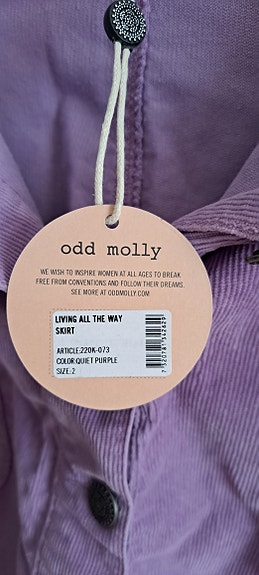 odd molly
WE WISH TO INSPIRE WOMEN AT ALL AGES TO BREAK
FREE FROM CONVENTIONS AND FOLLOW THEIR DREAMS.
SEE MORE AT ODDMOLLY.COM
LIVING ALL THE WAY
SKIRT
ARTICLE:220K-073
COLOR:QUIET PURPLE
SIZE:2